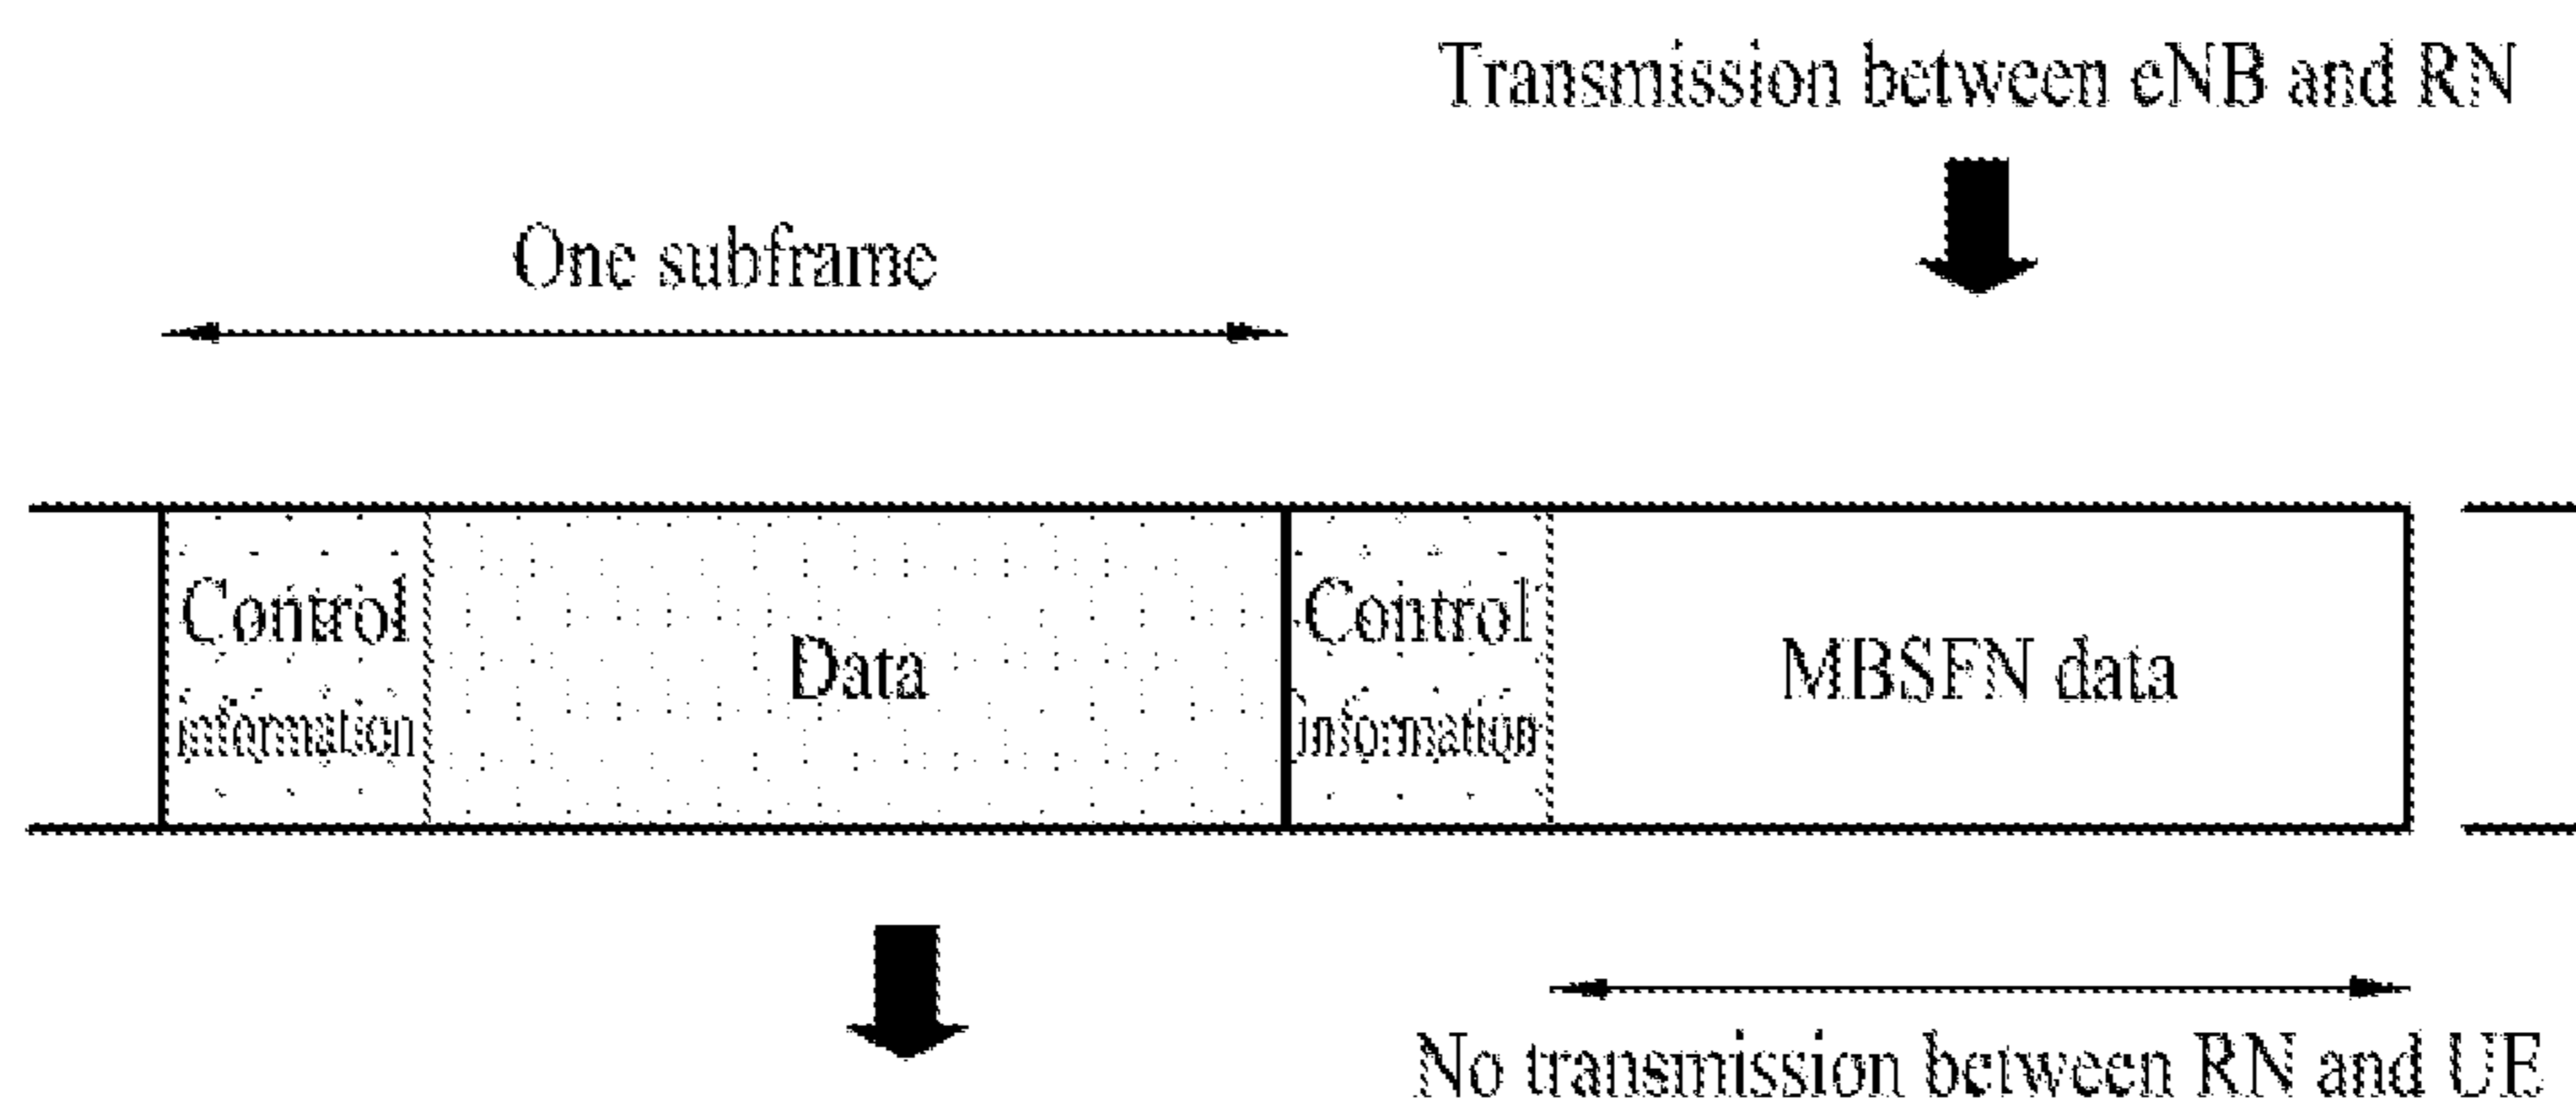 Transmission between eNB and RN
One subframe
Control
information
Data
Control
information
MBSFN data
No transmission between RN and UE